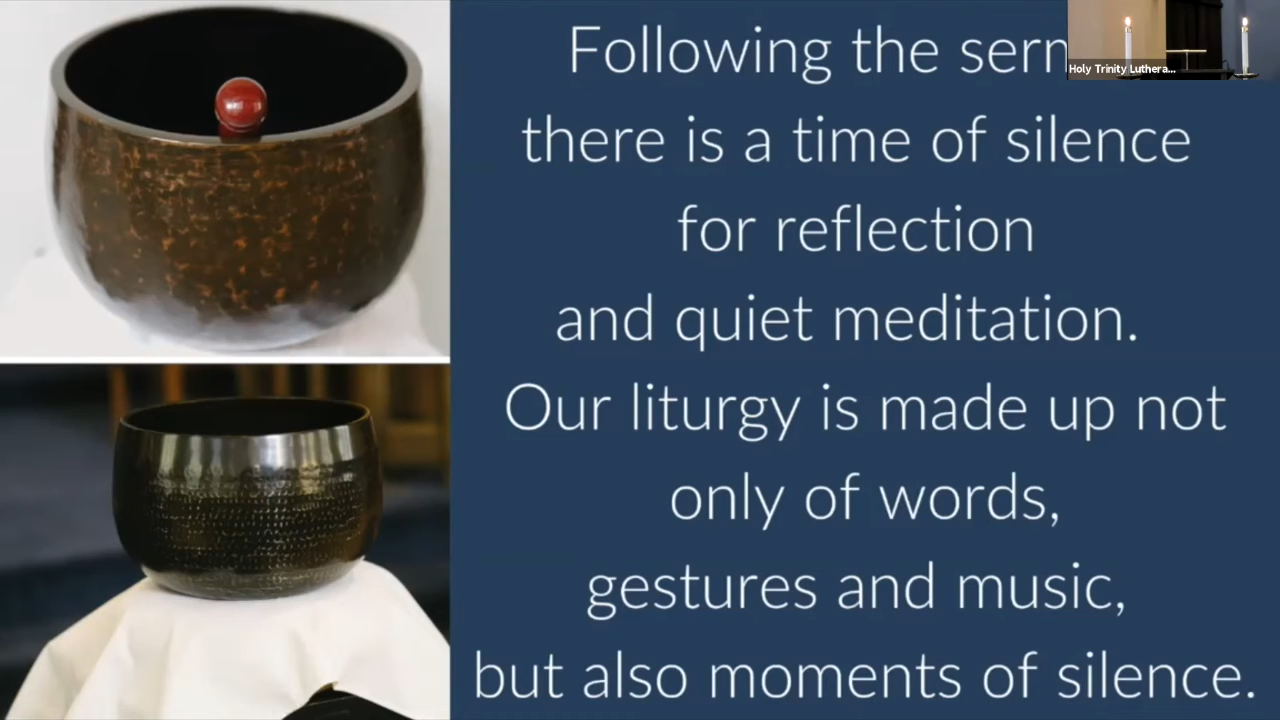 Following the serm
there is a time of silence
for reflection
and quiet meditation.
Our liturgy is made up not
only of words,
gestures and music,
but also moments of silence.
Holy Trinity Luthera...